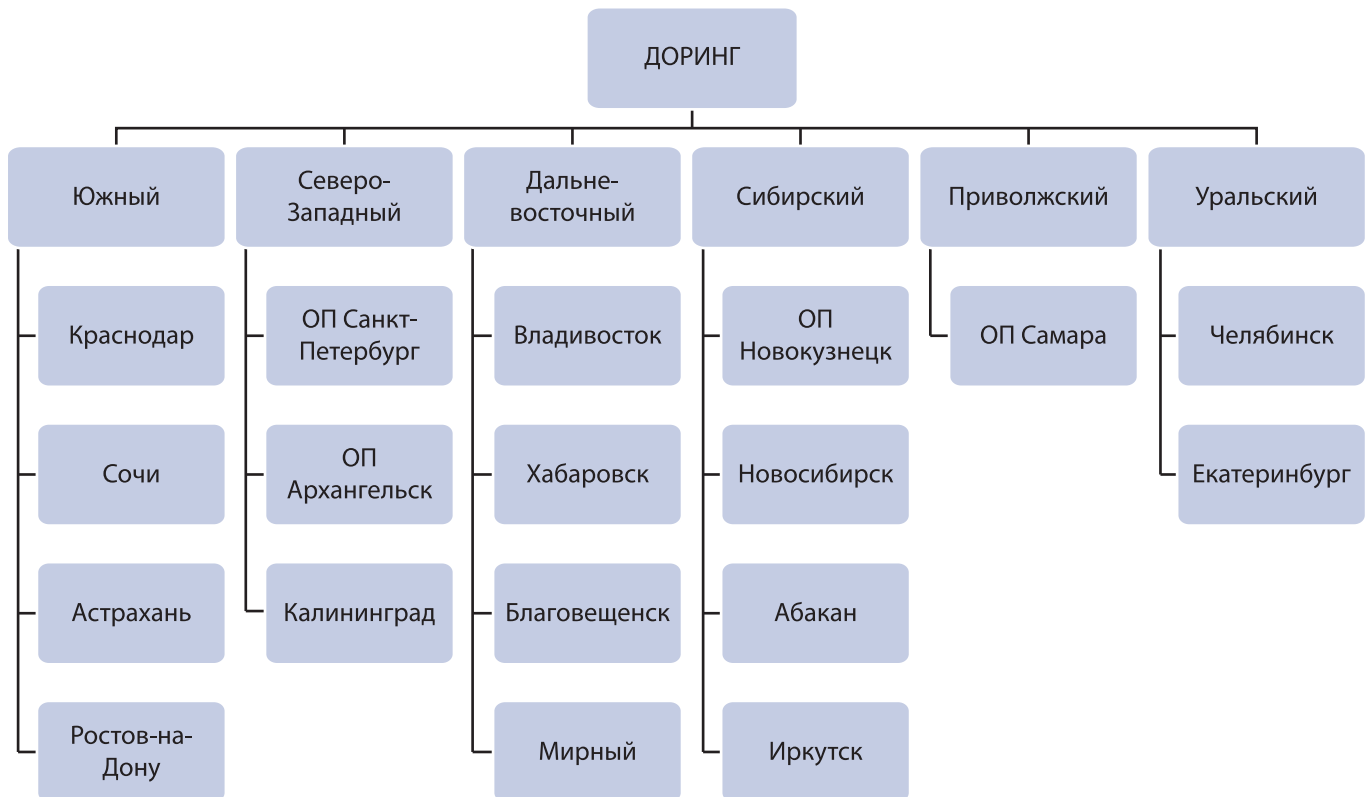 ДОРИНГ
Южный
Северо-
Западный
Дальне-
восточный
Сибирский
Приволжский
Уральский
Краснодар
ОП Санкт-
Петербург
Владивосток
ОП
Новокузнецк
ОП Самара
Челябинск
Сочи
ОП
Архангельск
Хабаровск
Новосибирск
Екатеринбург
Астрахань
Калининград
Благовещенск
Абакан
Ростов-на-
Дону
Мирный
Иркутск